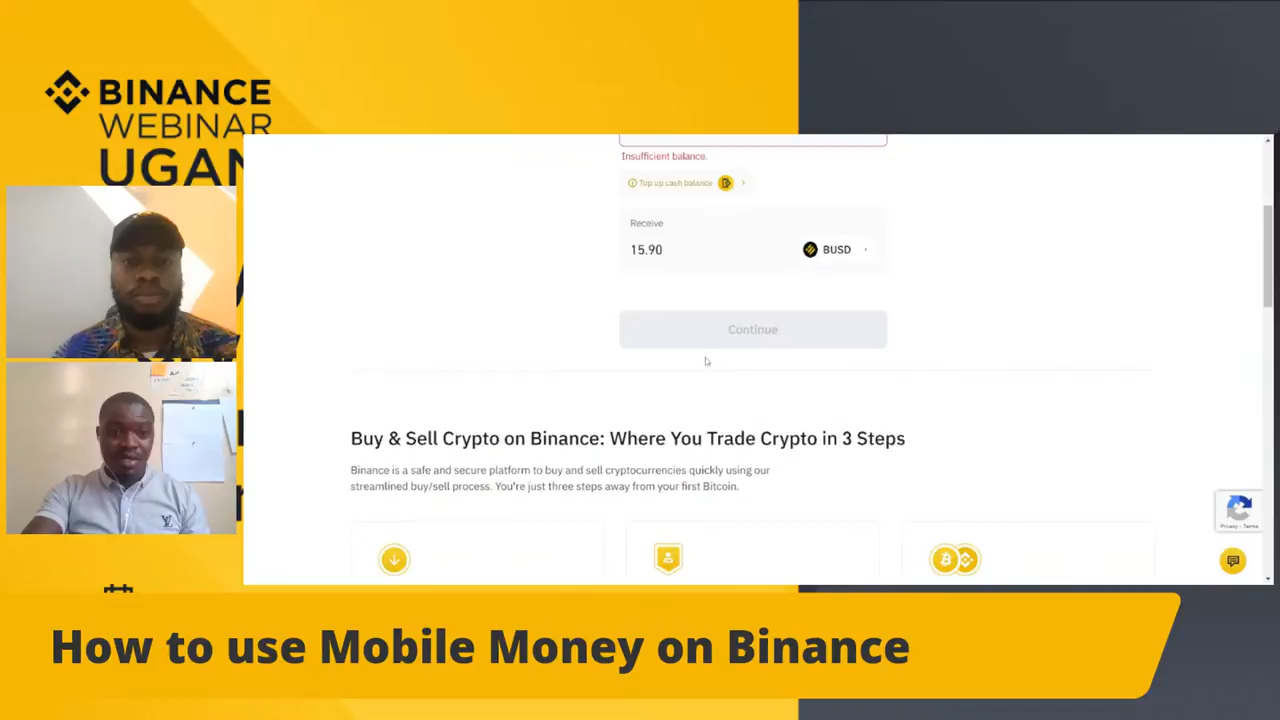 BINANCE
WEBINAR
UGAN
Insufficient balance.
Top up cash balance
Receive
15.90
BUSD
Continue
Buy & Sell Crypto on Binance: Where You Trade Crypto in 3 Steps
Binance is a safe and secure platform to buy and sell cryptocurrencies quickly using our
streamlined buy/sell process. You're just three steps away from your first Bitcoin.
Privacy - Terms
How to use Mobile Money on Binance